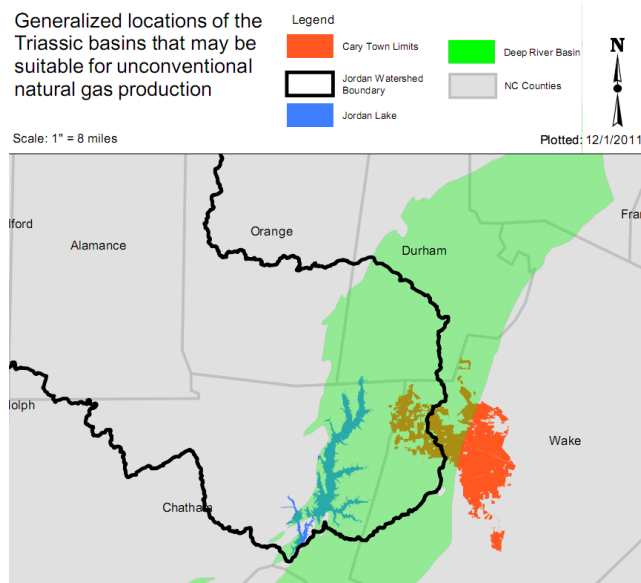 Generalized locations of the
Triassic basins that may be
suitable for unconventional
natural gas production
Legend
Cary Town Limits
Jordan Watershed
Boundary
Jordan Lake
Deep River Basin
NC Counties
N
Scale: 1" = 8 miles
Plotted: 12/1/2011
lford
Alamance
Orange
Durham
Fran
olph
Wake
Chatham